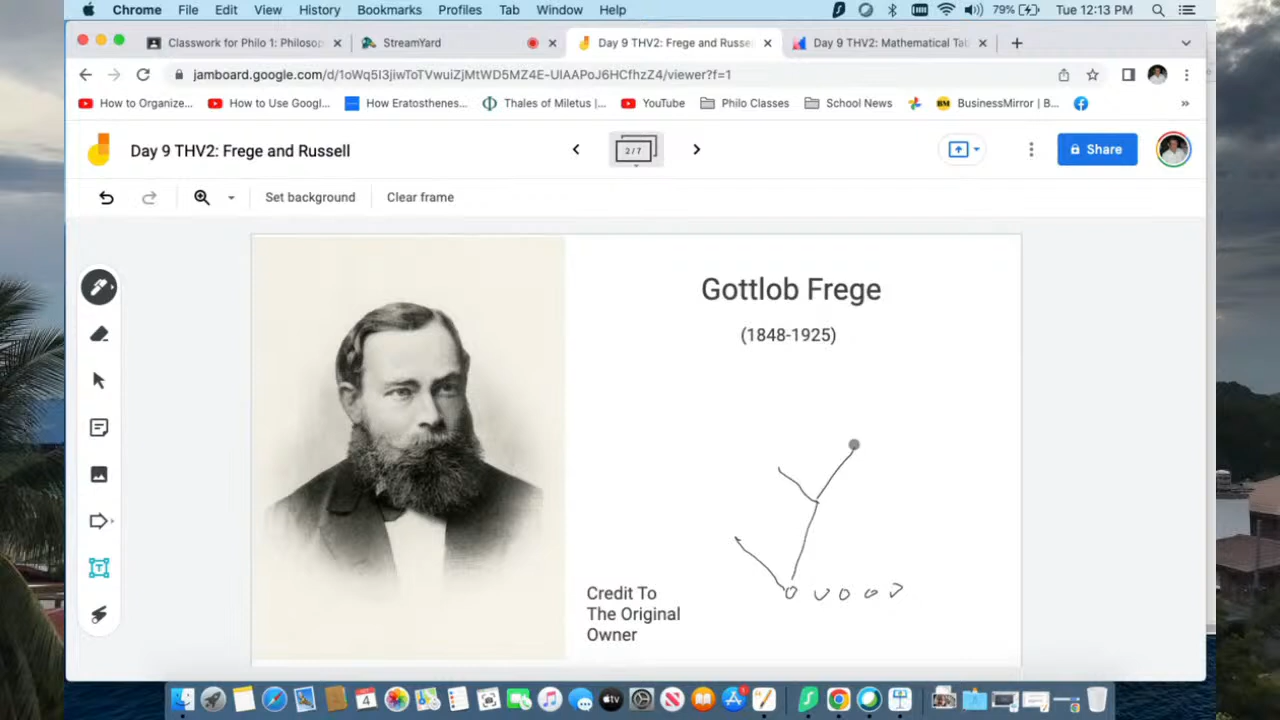 Chrome File Edit View History Bookmarks Profiles Tab Window Help 79% Tue 12:13 PM
Classwork for Philo 1: Philosop StreamYard Day 9 THV2: Frege and Russe Day 9 THV2: Mathematical Tab
jamboard.google.com/d/1oWq5I3jiwToTVwuiZjMtWD5MZ4E-UIAAPoJ6HCfhzZ4/viewer?f=1
How to Organize... How to Use Googl... How Eratosthenes... Thales of Miletus |... YouTube Philo Classes School News BM BusinessMirror | B... »
Day 9 THV2: Frege and Russell 2/7 Share
Set background Clear frame
Gottlob Frege
(1848-1925)
Credit To
The Original
Owner